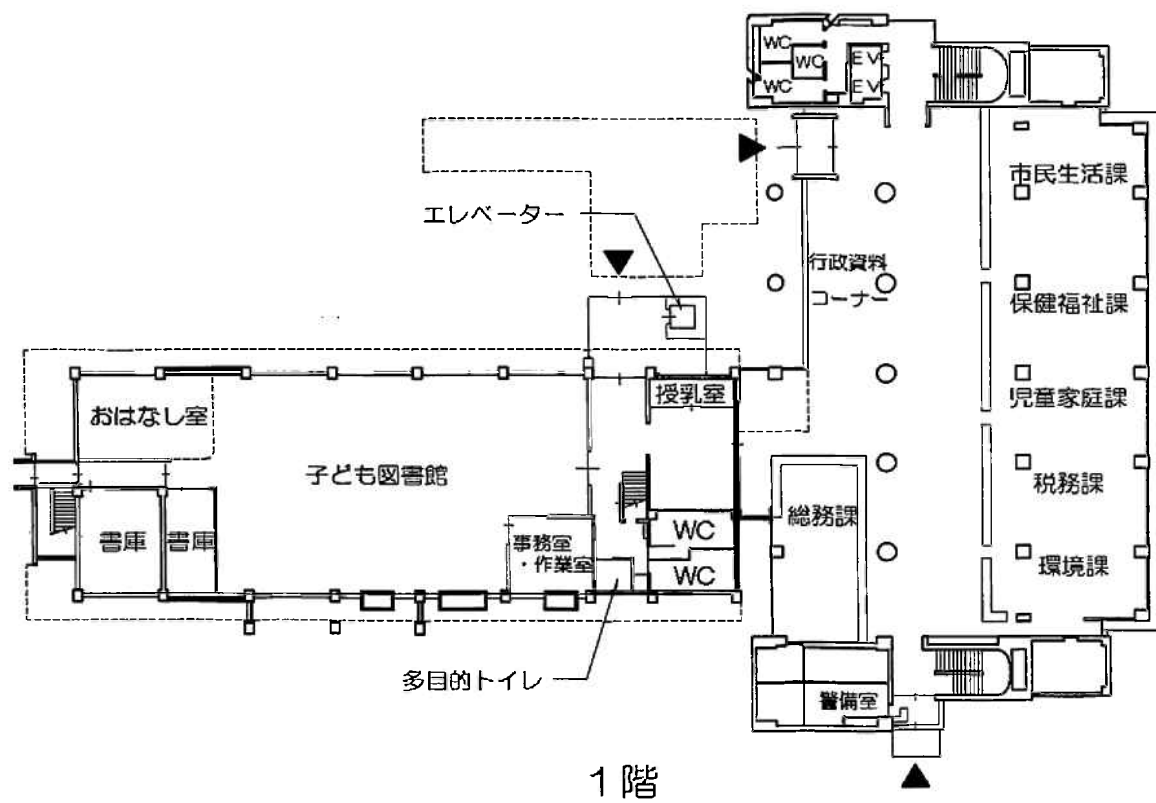 WC
WC
WC
EV
EV
市民生活課
エレベーター
行政資料
コーナー
保健福祉課
授乳室
児童家庭課
おはなし室
子ども図書館
税務課
書庫
書庫
事務室
・作業室
WC
WC
総務課
環境課
多目的トイレ
警備室
1階